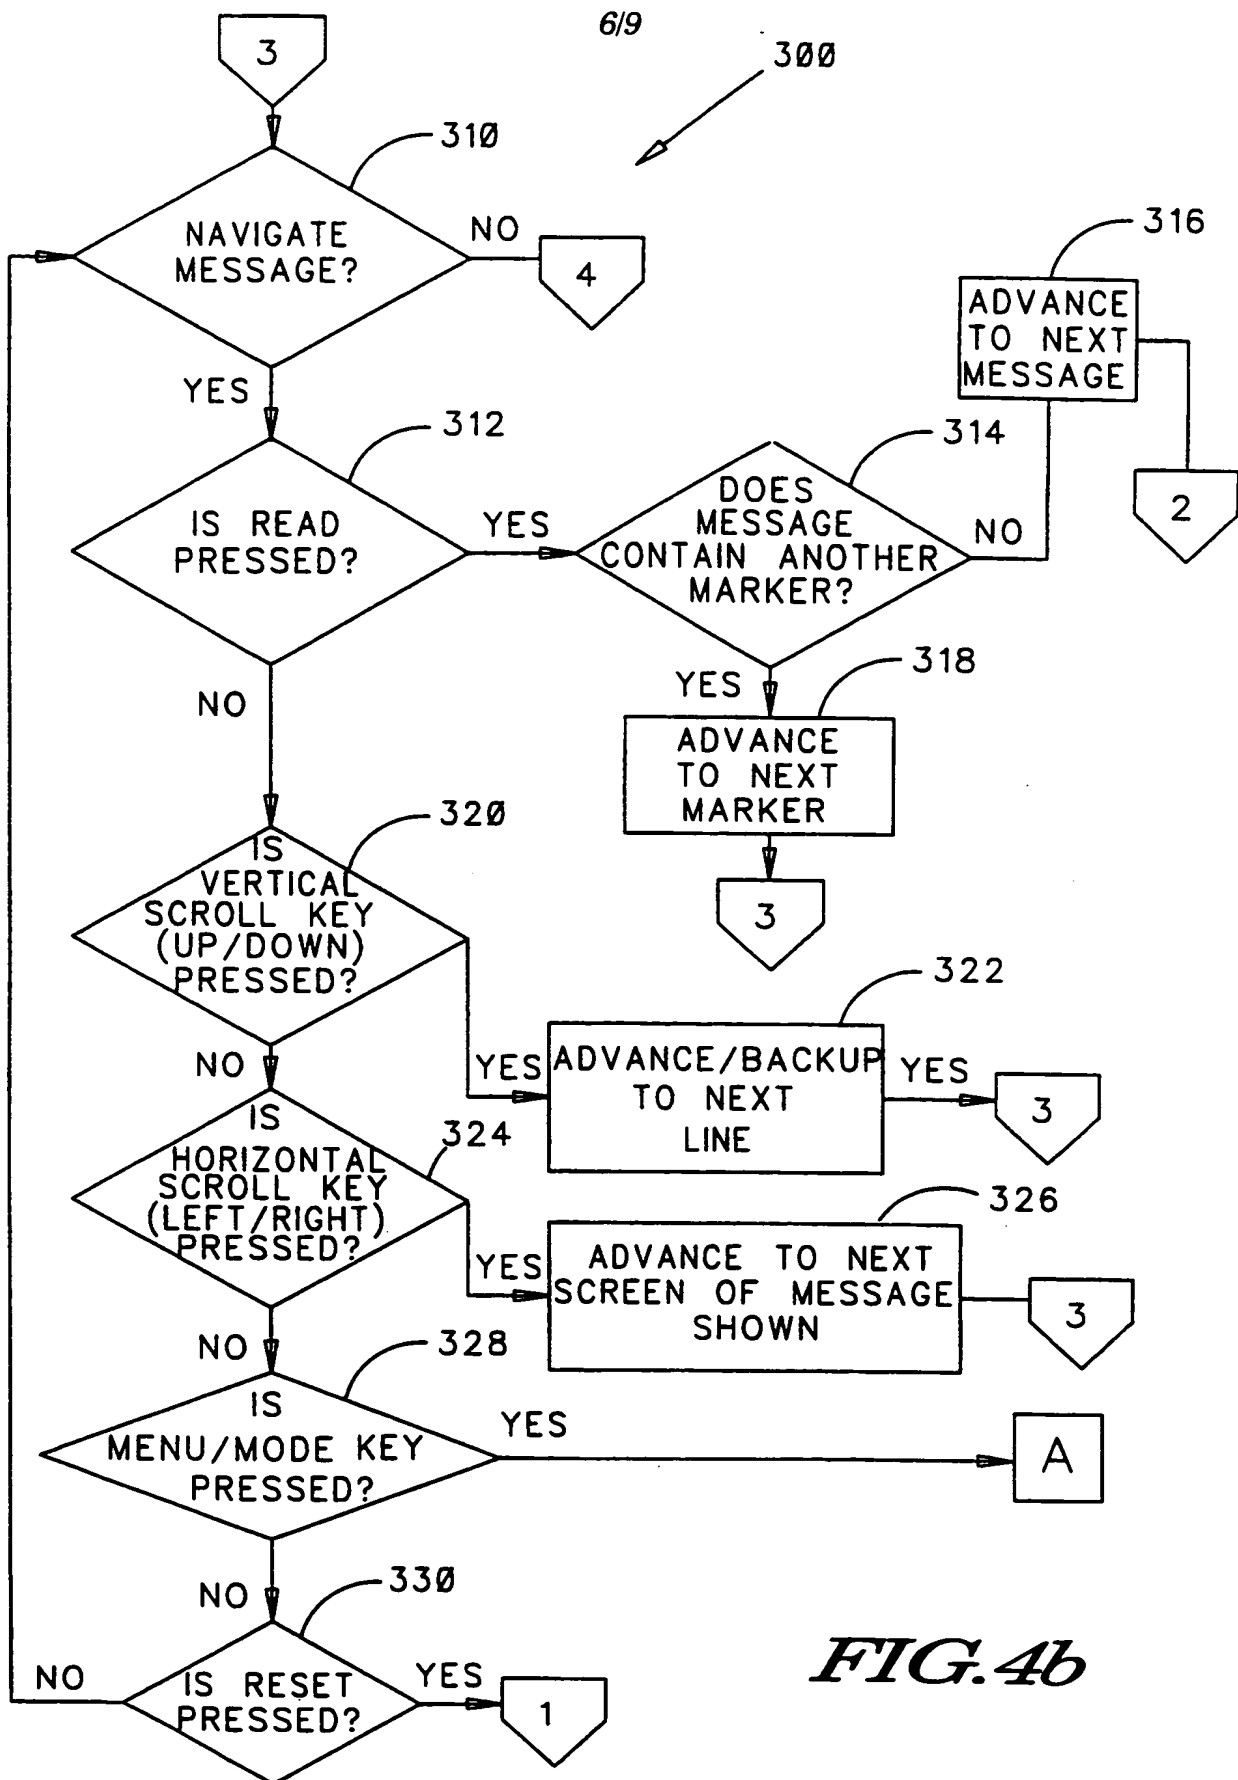 6/9
3
300
310
NAVIGATE
MESSAGE?
NO
4
316
ADVANCE
TO NEXT
MESSAGE
YES
312
IS READ
PRESSED?
YES
314
DOES
MESSAGE
CONTAIN ANOTHER
MARKER?
NO
2
NO
YES
318
ADVANCE
TO NEXT
MARKER
3
320
IS
VERTICAL
SCROLL KEY
(UP/DOWN)
PRESSED?
322
YES
ADVANCE/BACKUP
TO NEXT
LINE
YES
3
NO
324
IS
HORIZONTAL
SCROLL KEY
(LEFT/RIGHT)
PRESSED?
326
YES
ADVANCE TO NEXT
SCREEN OF MESSAGE
SHOWN
3
NO
328
IS
MENU/MODE KEY
PRESSED?
YES
A
NO
330
IS RESET
PRESSED?
NO
YES
1
FIG.4b